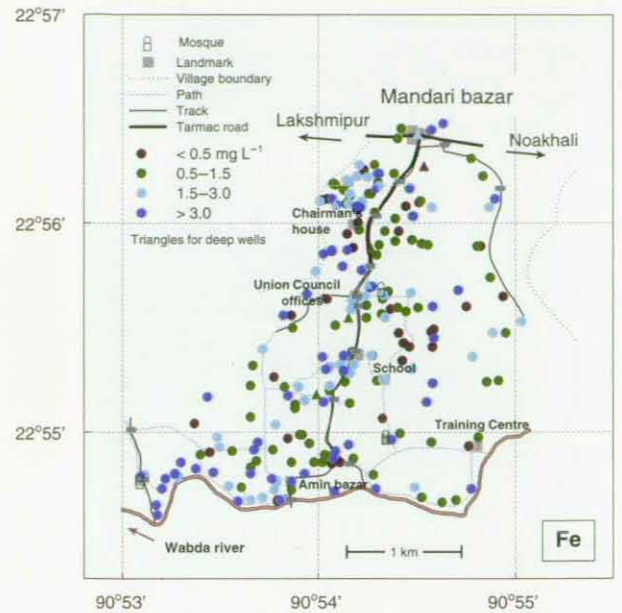 22°57'
Mosque
Landmark
Village boundary
Path
Track
Tarmac road
< 0.5 mg L⁻¹
0.5–1.5
1.5–3.0
> 3.0
Triangles for deep wells
Mandari bazar
Lakshmipur
Noakhali
22°56'
Chairman's
house
Union Council
offices
School
22°55'
Training Centre
Amin bazar
Wabda river
1 km
Fe
90°53'
90°54'
90°55'